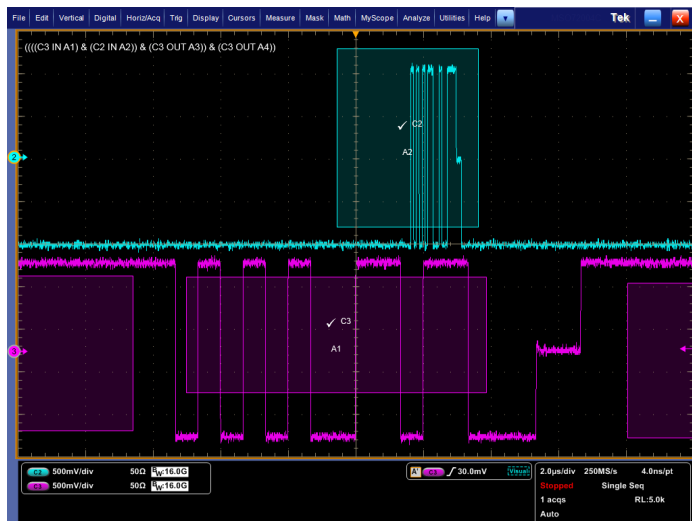 File Edit Vertical Digital Horiz/Acq Trig Display Cursors Measure Mask Math MyScope Analyze Utilities Help Tek X
((((C3 IN A1) & (C2 IN A2)) & (C3 OUT A3)) & (C3 OUT A4))
C2
A2
2
C3
A1
3
C2 500mV/div 50Ω BW:16.0G
C3 500mV/div 50Ω BW:16.0G
A' C3 30.0mV Visual
2.0µs/div 250MS/s 4.0ns/pt
Stopped Single Seq
1 acqs RL:5.0k
Auto